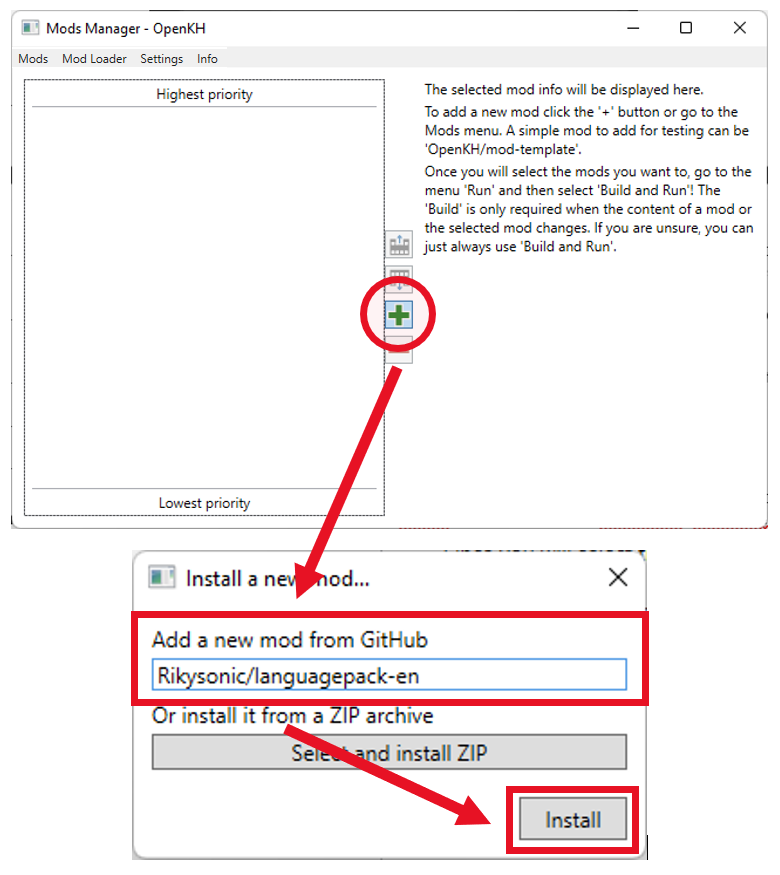 Mods Manager - OpenKH
Mods Mod Loader Settings Info
Highest priority
Lowest priority
The selected mod info will be displayed here.
To add a new mod click the '+' button or go to the
Mods menu. A simple mod to add for testing can be
'OpenKH/mod-template'.
Once you will select the mods you want to, go to the
menu 'Run' and then select 'Build and Run'! The
'Build' is only required when the content of a mod or
the selected mod changes. If you are unsure, you can
just always use 'Build and Run'.
Install a new mod...
Add a new mod from GitHub
Rikysonic/languagepack-en
Or install it from a ZIP archive
Select and install ZIP
Install